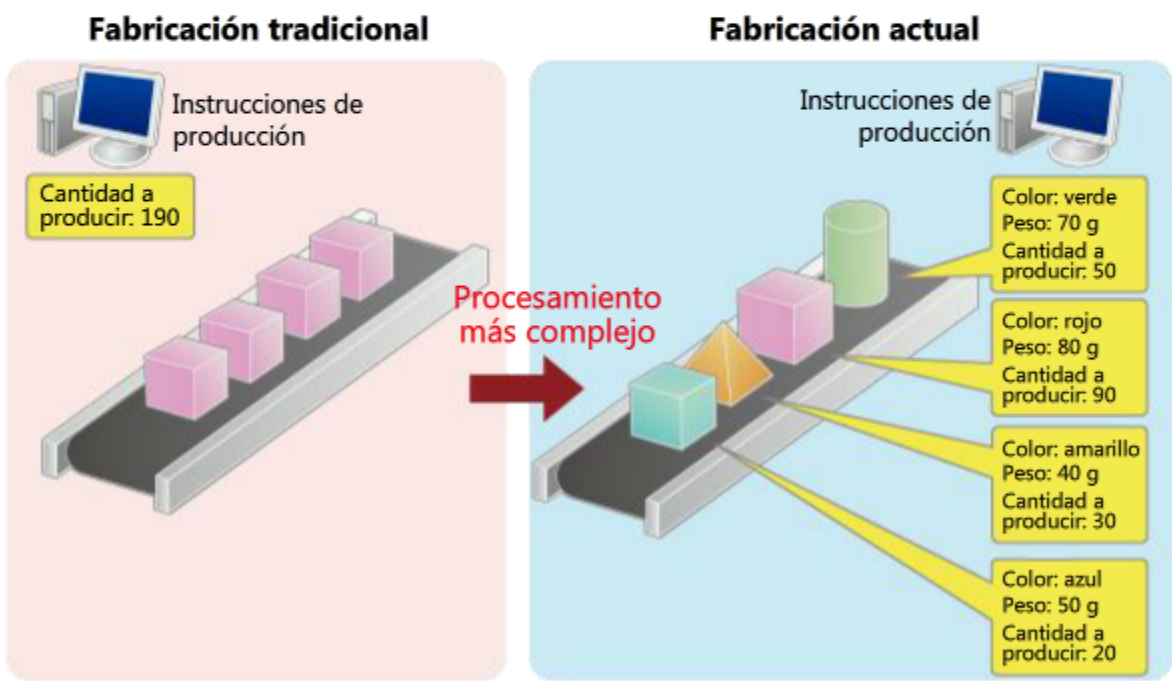 Fabricación tradicional
Instrucciones de
producción
Cantidad a
producir: 190
Procesamiento
más complejo
Fabricación actual
Instrucciones de
producción
Color: verde
Peso: 70 g
Cantidad a
producir: 50
Color: rojo
Peso: 80 g
Cantidad a
producir: 90
Color: amarillo
Peso: 40 g
Cantidad a
producir: 30
Color: azul
Peso: 50 g
Cantidad a
producir: 20